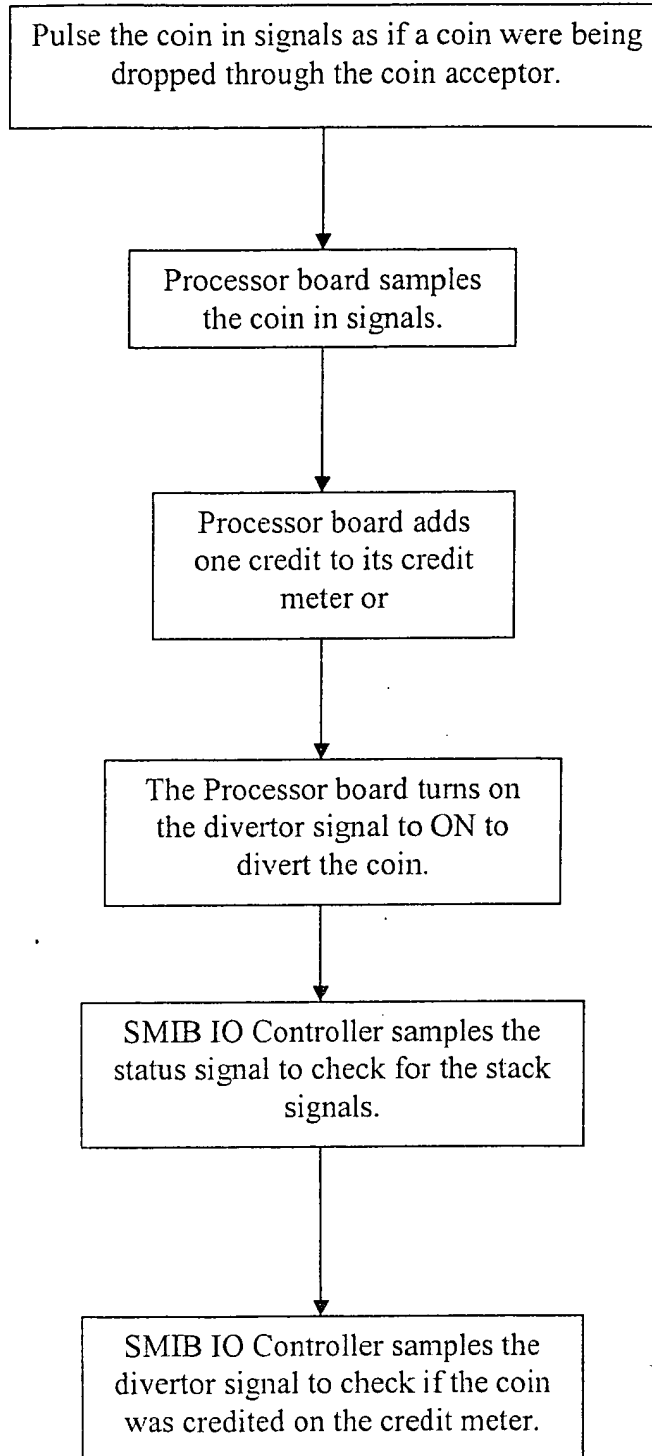 Pulse the coin in signals as if a coin were being
dropped through the coin acceptor.
Processor board samples
the coin in signals.
Processor board adds
one credit to its credit
meter or
The Processor board turns on
the divertor signal to ON to
divert the coin.
SMIB IO Controller samples the
status signal to check for the stack
signals.
SMIB IO Controller samples the
divertor signal to check if the coin
was credited on the credit meter.